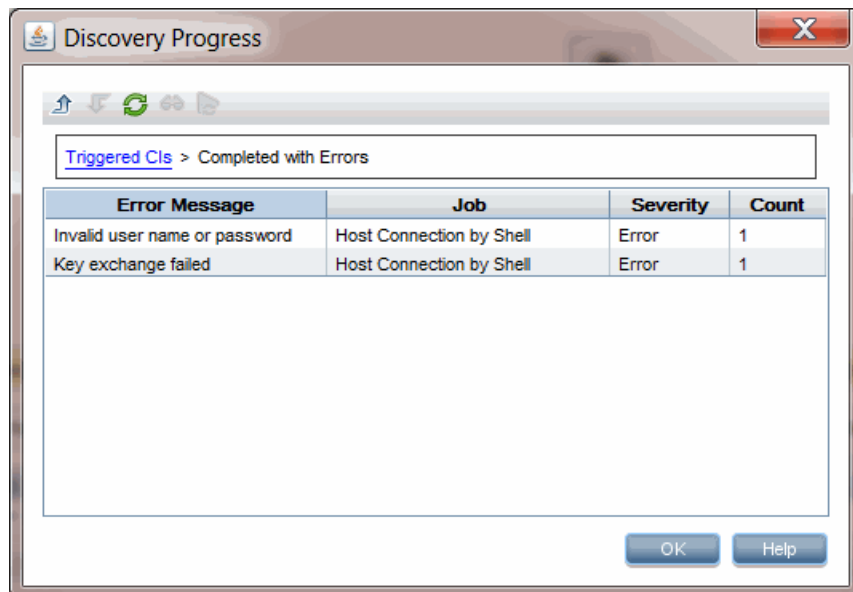 Discovery Progress
Triggered CIs > Completed with Errors
Error Message Job Severity Count
Invalid user name or password Host Connection by Shell Error 1
Key exchange failed Host Connection by Shell Error 1
OK Help